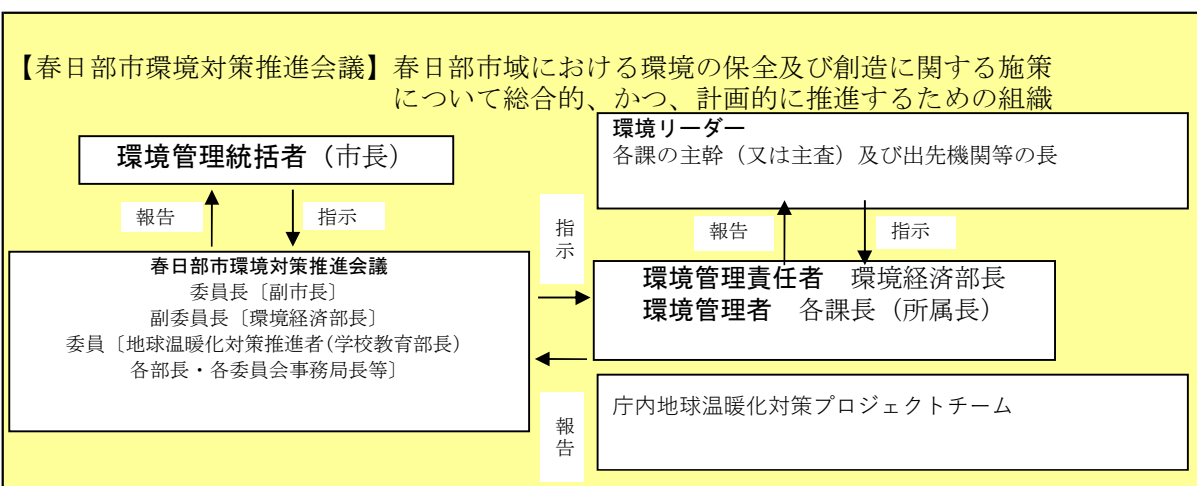 【春日部市環境対策推進会議】春日部市域における環境の保全及び創造に関する施策
について総合的、かつ、計画的に推進するための組織
環境管理統括者（市長）
報告
指示
春日部市環境対策推進会議
委員長〔副市長〕
副委員長〔環境経済部長〕
委員〔地球温暖化対策推進者(学校教育部長)
各部長・各委員会事務局長等〕
指示
報告
環境リーダー
各課の主幹（又は主査）及び出先機関等の長
報告
指示
環境管理責任者　環境経済部長
環境管理者　各課長（所属長）
庁内地球温暖化対策プロジェクトチーム